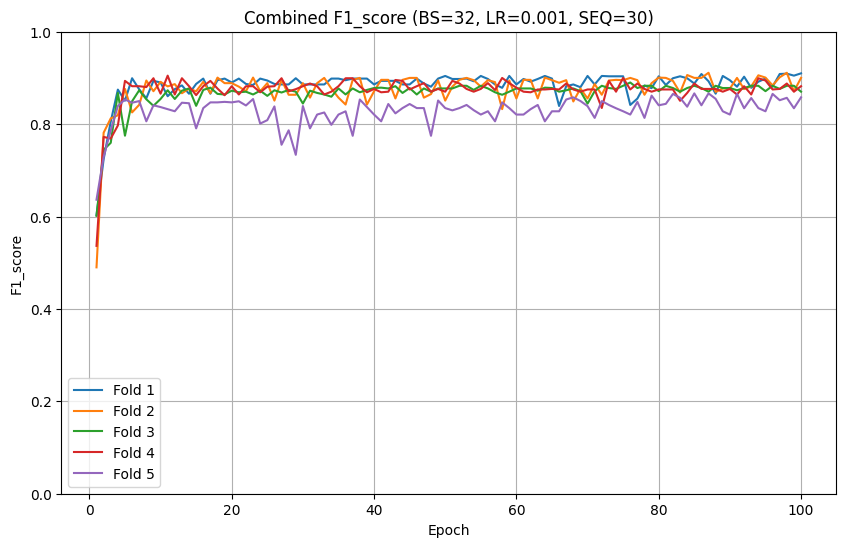 Combined F1_score (BS=32, LR=0.001, SEQ=30)
1.0
0.8
0.6
0.4
0.2
0.0
F1_score
Fold 1
Fold 2
Fold 3
Fold 4
Fold 5
0 20 40 60 80 100
Epoch